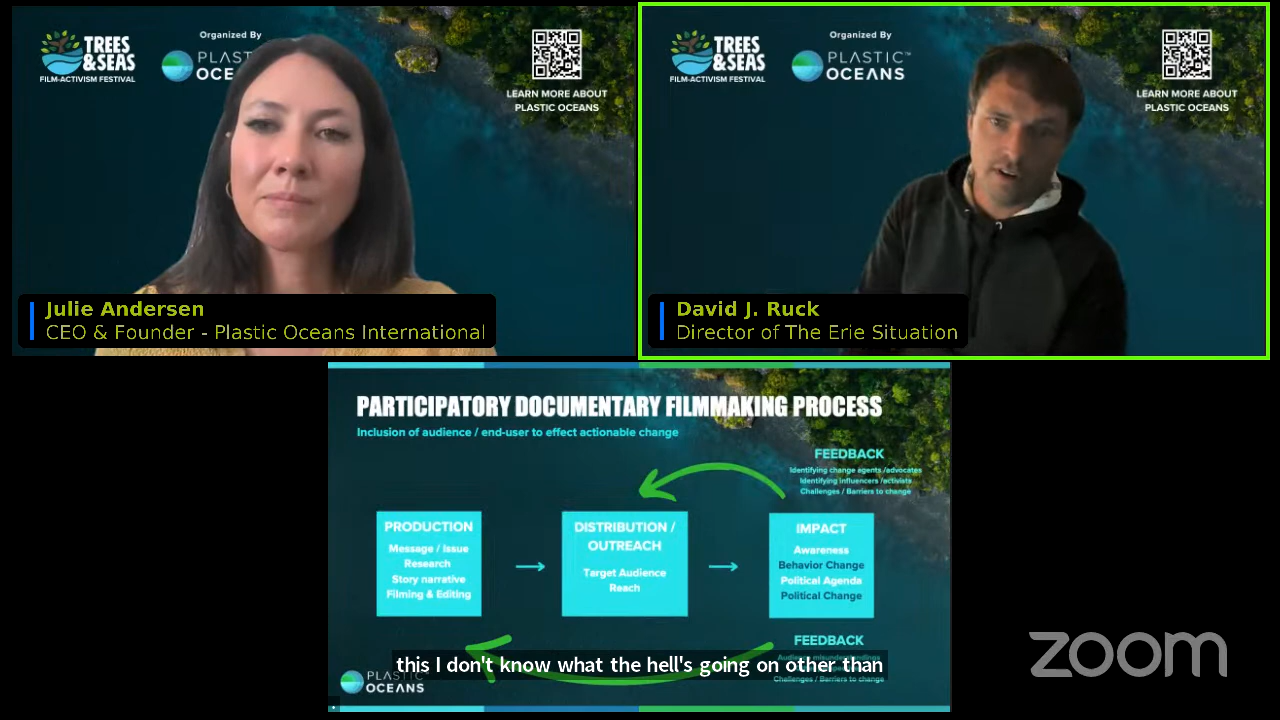 TREES
& SEAS
FILM-ACTIVISM FESTIVAL
Organized By
PLAST
OCE
LEARN MORE ABOUT
PLASTIC OCEANS
Julie Andersen
CEO & Founder - Plastic Oceans International
TREES
& SEAS
FILM-ACTIVISM FESTIVAL
Organized By
PLASTIC™
OCEANS
LEARN MORE ABOUT
PLASTIC OCEANS
David J. Ruck
Director of The Erie Situation
PARTICIPATORY DOCUMENTARY FILMMAKING PROCESS
Inclusion of audience / end-user to effect actionable change
FEEDBACK
Identifying change agents /advocates
Identifying influencers /activists
Challenges / Barriers to change
PRODUCTION
Message / Issue
Research
Story narrative
Filming & Editing
DISTRIBUTION /
OUTREACH
Target Audience
Reach
IMPACT
Awareness
Behavior Change
Political Agenda
Political Change
FEEDBACK
Audience misunderstandings
Challenges / Barriers to change
this I don't know what the hell's going on other than
PLASTIC
OCEANS
zoom